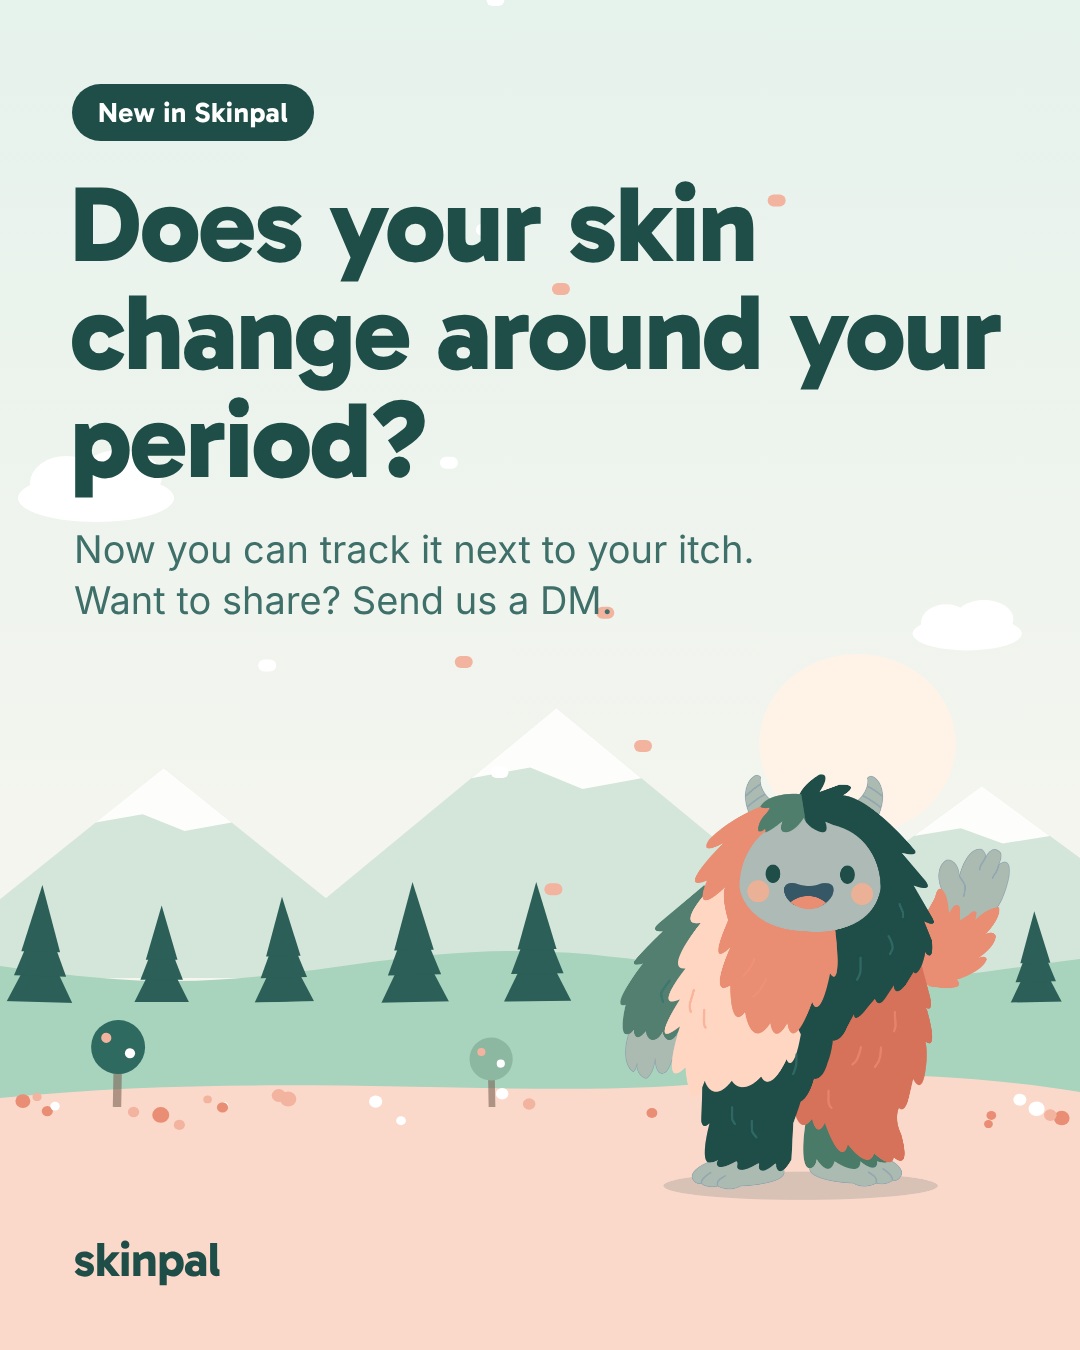 New in Skinpal
Does your skin
change around your
period?
Now you can track it next to your itch.
Want to share? Send us a DM.
skinpal